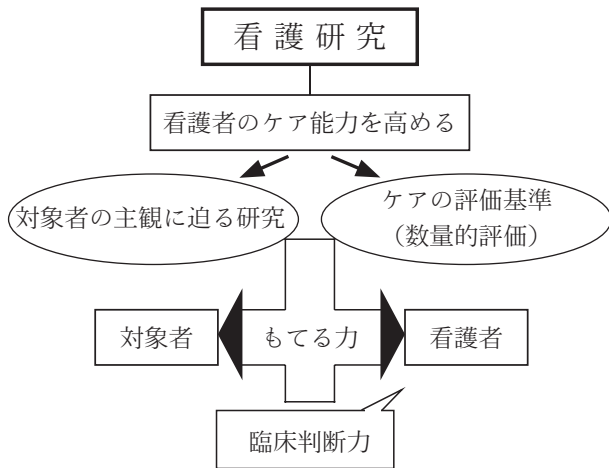 看護研究
看護者のケア能力を高める
対象者の主観に迫る研究
ケアの評価基準
（数量的評価）
対象者
もてる力
看護者
臨床判断力